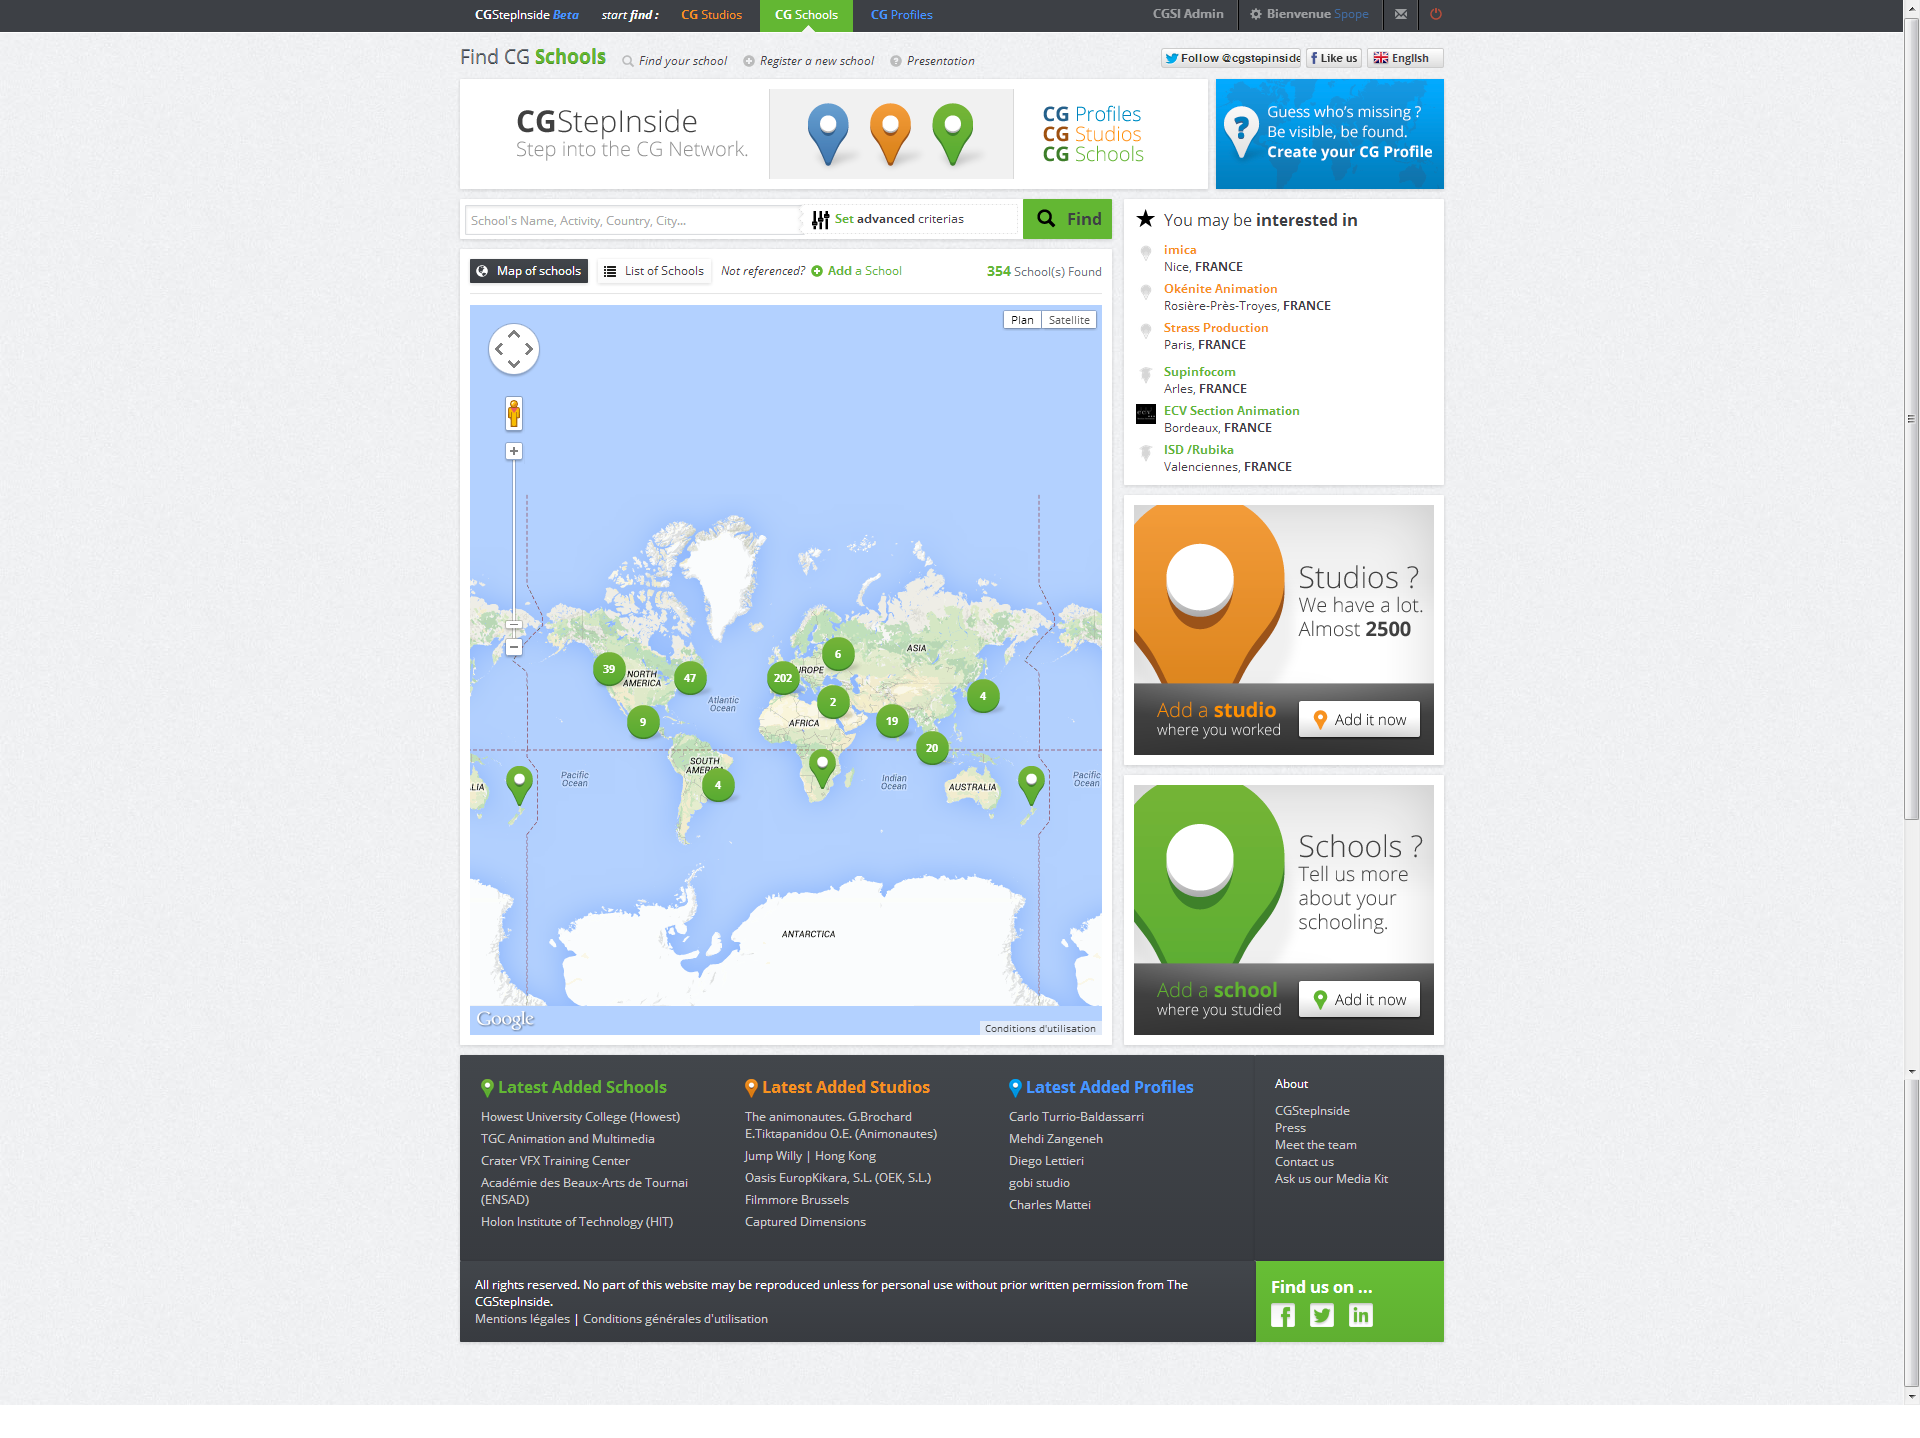 CGStepInside Beta start find : CG Studios CG Schools CG Profiles CGSI Admin Bienvenue Spope
Find CG Schools Find your school Register a new school Presentation Follow @cgstepinside Like us English
CGStepInside
Step into the CG Network.
CG Profiles
CG Studios
CG Schools
Guess who's missing ?
Be visible, be found.
Create your CG Profile
School's Name, Activity, Country, City... Set advanced criterias Find
Map of schools List of Schools Not referenced? Add a School 354 School(s) Found
Plan Satellite
ASIA
6
39
NORTH
AMERICA
47
202
UROPE
Atlantic
Ocean
2
4
9
AFRICA
19
20
SOUTH
AMERICA
4
Pacific
Ocean
Indian
Ocean
AUSTRALIA
Pacific
Ocean
LIA
ANTARCTICA
Google
Conditions d'utilisation
You may be interested in
imica
Nice, FRANCE
Okénite Animation
Rosière-Près-Troyes, FRANCE
Strass Production
Paris, FRANCE
Supinfocom
Arles, FRANCE
ecv
ECV Section Animation
Bordeaux, FRANCE
ISD /Rubika
Valenciennes, FRANCE
Studios ?
We have a lot.
Almost 2500
Add a studio
where you worked
Add it now
Schools ?
Tell us more
about your
schooling.
Add a school
where you studied
Add it now
Latest Added Schools
Howest University College (Howest)
TGC Animation and Multimedia
Crater VFX Training Center
Académie des Beaux-Arts de Tournai
(ENSAD)
Holon Institute of Technology (HIT)
Latest Added Studios
The animonautes. G.Brochard
E.Tiktapanidou O.E. (Animonautes)
Jump Willy | Hong Kong
Oasis EuropKikara, S.L. (OEK, S.L.)
Filmmore Brussels
Captured Dimensions
Latest Added Profiles
Carlo Turrio-Baldassarri
Mehdi Zangeneh
Diego Lettieri
gobi studio
Charles Mattei
About
CGStepInside
Press
Meet the team
Contact us
Ask us our Media Kit
All rights reserved. No part of this website may be reproduced unless for personal use without prior written permission from The
CGStepInside.
Mentions légales | Conditions générales d'utilisation
Find us on ...